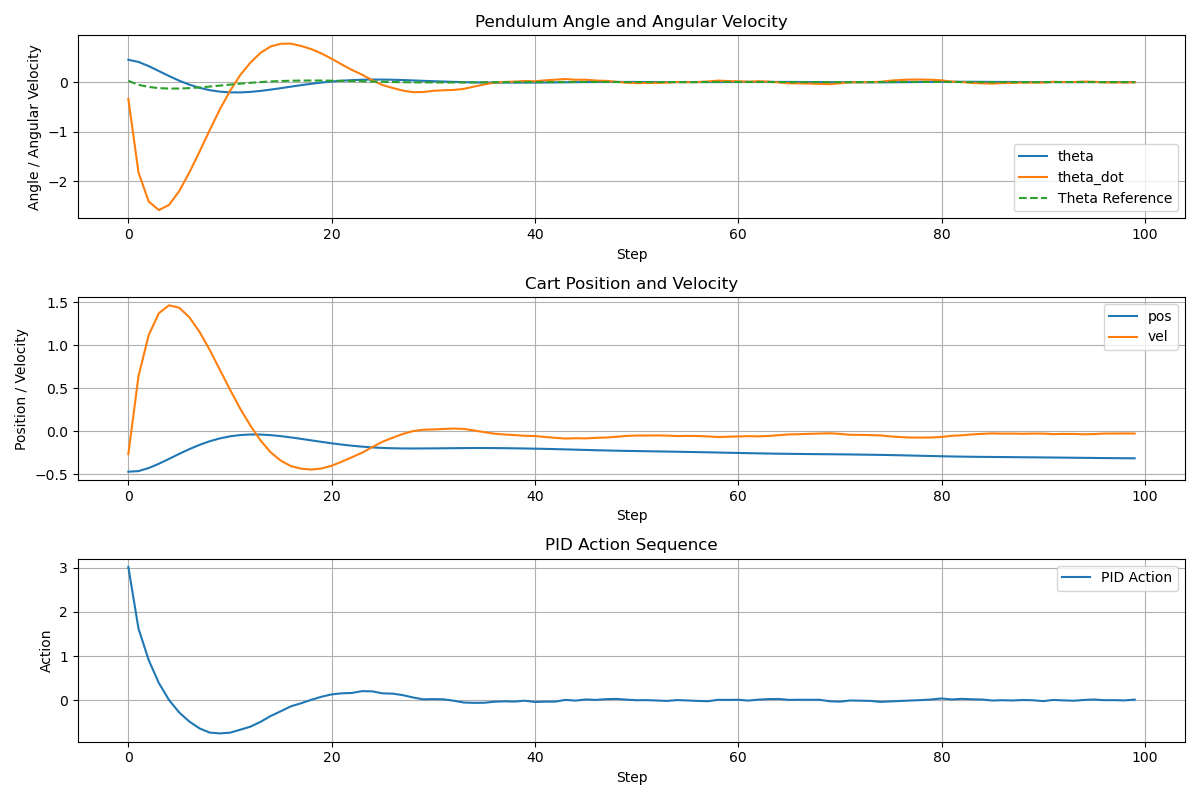 Pendulum Angle and Angular Velocity
Angle / Angular Velocity
0
−1
−2
theta
theta_dot
Theta Reference
0 20 40 60 80 100
Step
Cart Position and Velocity
Position / Velocity
1.5
1.0
0.5
0.0
−0.5
pos
vel
0 20 40 60 80 100
Step
PID Action Sequence
Action
3
2
1
0
PID Action
0 20 40 60 80 100
Step